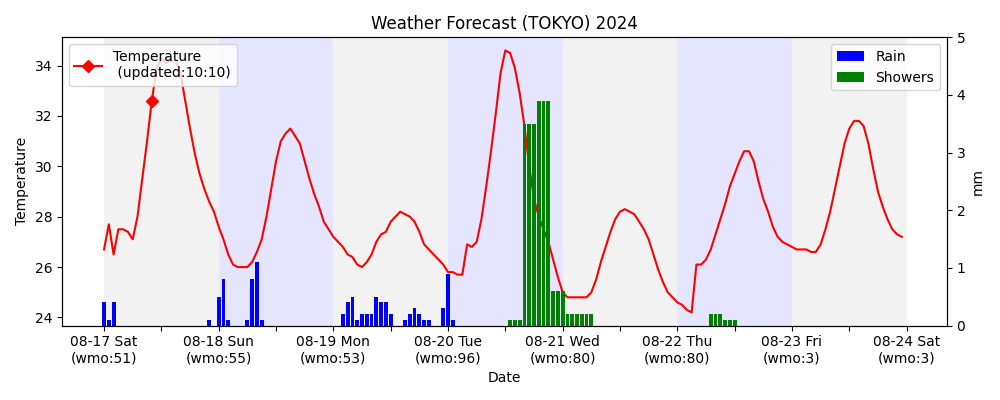 Weather Forecast (TOKYO) 2024
Temperature
(updated:10:10)
Rain
Showers
34
32
30
28
26
24
Temperature
5
4
3
2
1
0
mm
08-17 Sat
(wmo:51)
08-18 Sun
(wmo:55)
08-19 Mon
(wmo:53)
08-20 Tue
(wmo:96)
08-21 Wed
(wmo:80)
08-22 Thu
(wmo:80)
08-23 Fri
(wmo:3)
08-24 Sat
(wmo:3)
Date